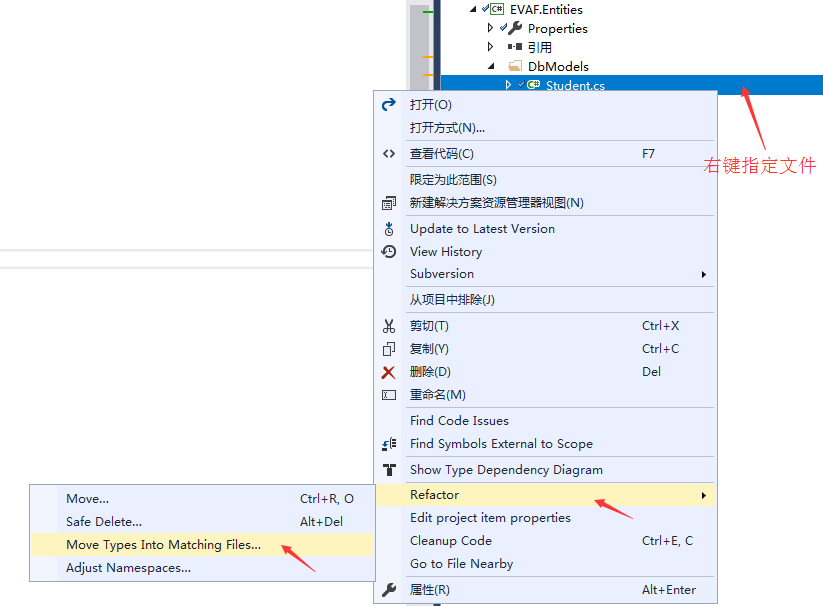 EVAF.Entities
Properties
引用
DbModels
Student.cs
右键指定文件
打开(O)
打开方式(N)...
查看代码(C) F7
限定为此范围(S)
新建解决方案资源管理器视图(N)
Update to Latest Version
View History
Subversion
从项目中排除(J)
剪切(T) Ctrl+X
复制(Y) Ctrl+C
删除(D) Del
重命名(M)
Find Code Issues
Find Symbols External to Scope
Show Type Dependency Diagram
Refactor
Edit project item properties
Cleanup Code Ctrl+E, C
Go to File Nearby
属性(R) Alt+Enter
Move... Ctrl+R, O
Safe Delete... Alt+Del
Move Types Into Matching Files...
Adjust Namespaces...